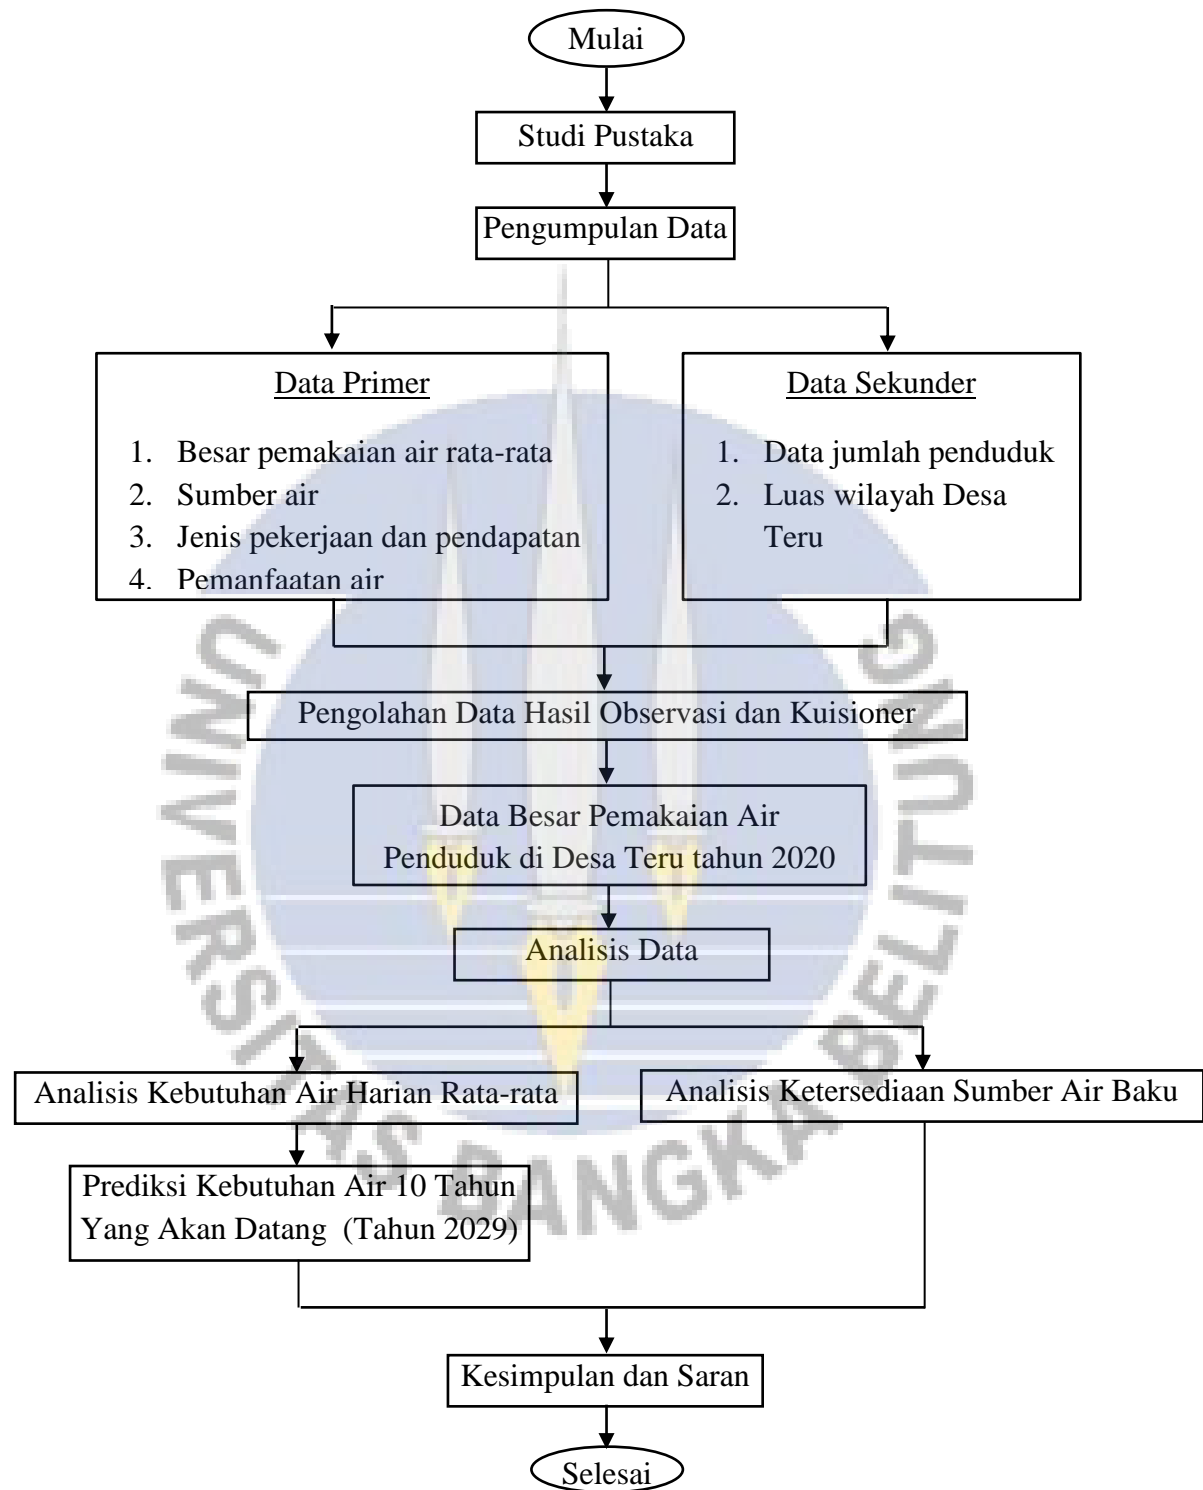 Mulai
Studi Pustaka
Pengumpulan Data
Data Primer
1. Besar pemakaian air rata-rata
2. Sumber air
3. Jenis pekerjaan dan pendapatan
4. Pemanfaatan air
Data Sekunder
1. Data jumlah penduduk
2. Luas wilayah Desa
Teru
Pengolahan Data Hasil Observasi dan Kuisioner
Data Besar Pemakaian Air
Penduduk di Desa Teru tahun 2020
Analisis Data
Analisis Kebutuhan Air Harian Rata-rata
Analisis Ketersediaan Sumber Air Baku
Prediksi Kebutuhan Air 10 Tahun
Yang Akan Datang (Tahun 2029)
Kesimpulan dan Saran
Selesai
UNIVERSITAS BANGKA BELITUNG